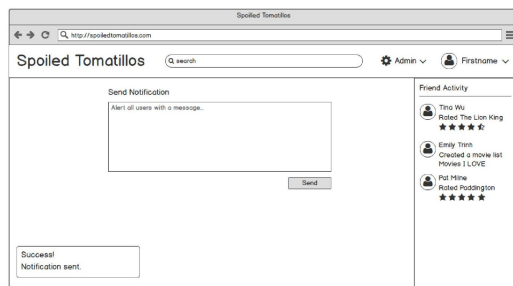 Spoiled Tomatillos
http://spoiledtomatillos.com
Spoiled Tomatillos
search
Admin
Firstname
Send Notification
Alert all users with a message...
Send
Success!
Notification sent.
Friend Activity
Tina Wu
Rated The Lion King
Emily Trinh
Created a movie list
Movies I LOVE
Pat Milne
Rated Paddington